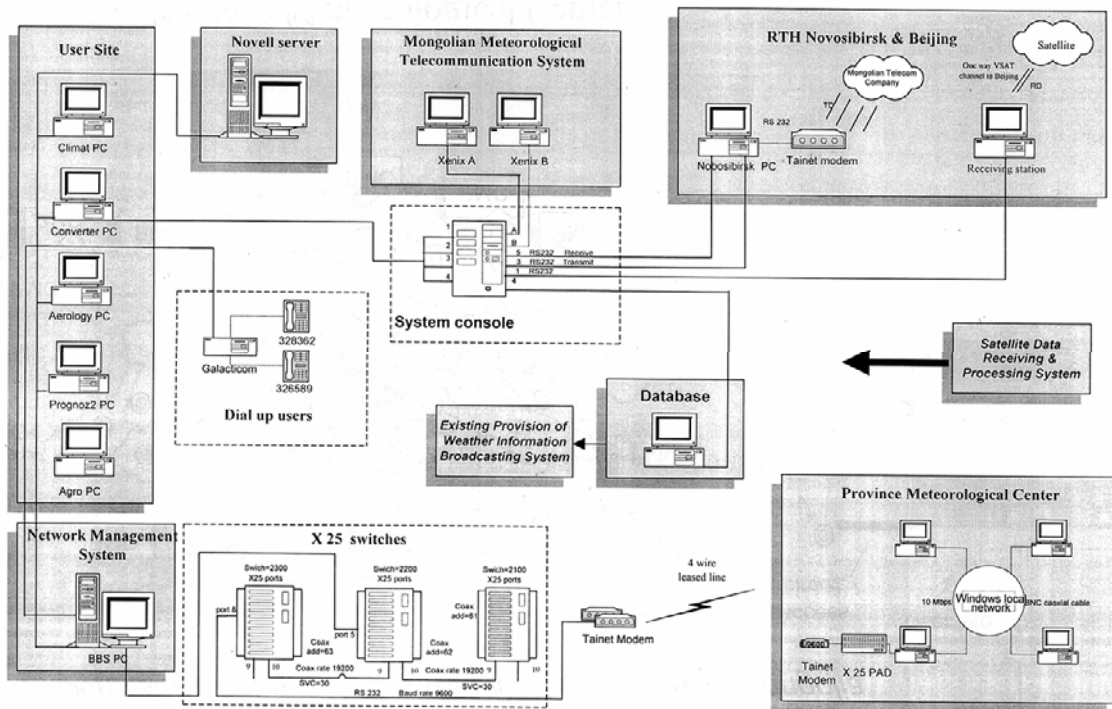 User Site
Climat PC
Converter PC
Aerology PC
Prognoz2 PC
Agro PC
Novell server
Mongolian Meteorological
Telecommunication System
Xenix A
Xenix B
RTH Novosibirsk & Beijing
Satellite
One way VSAT
channel to Beijing
RD
Mongolian Telecom
Company
TD
RS 232
Nobosibirsk PC
Tainet modem
Receiving station
1
2
3
4
A
B
5 RS232 Receive
3 RS232 Transmit
1 RS232
4
System console
328362
Galacticom
326589
Dial up users
Satellite Data
Receiving &
Processing System
Database
Existing Provision of
Weather Information
Broadcasting System
Network Management
System
BBS PC
X 25 switches
Swich=2300
X25 ports
Swich=2200
X25 ports
Swich=2100
X25 ports
port 8
Coax
add=63
port 5
Coax
add=62
Coax
add=61
9 10 Coax rate 19200 9 10 Coax rate 19200 7 10
SVC=30
SVC=30
RS 232 Baud rate 9600
4 wire
leased line
Tainet Modem
Province Meteorological Center
10 Mbps
Windows local
network
BNC coaxial cable
9600
Tainet
Modem
X 25 PAD